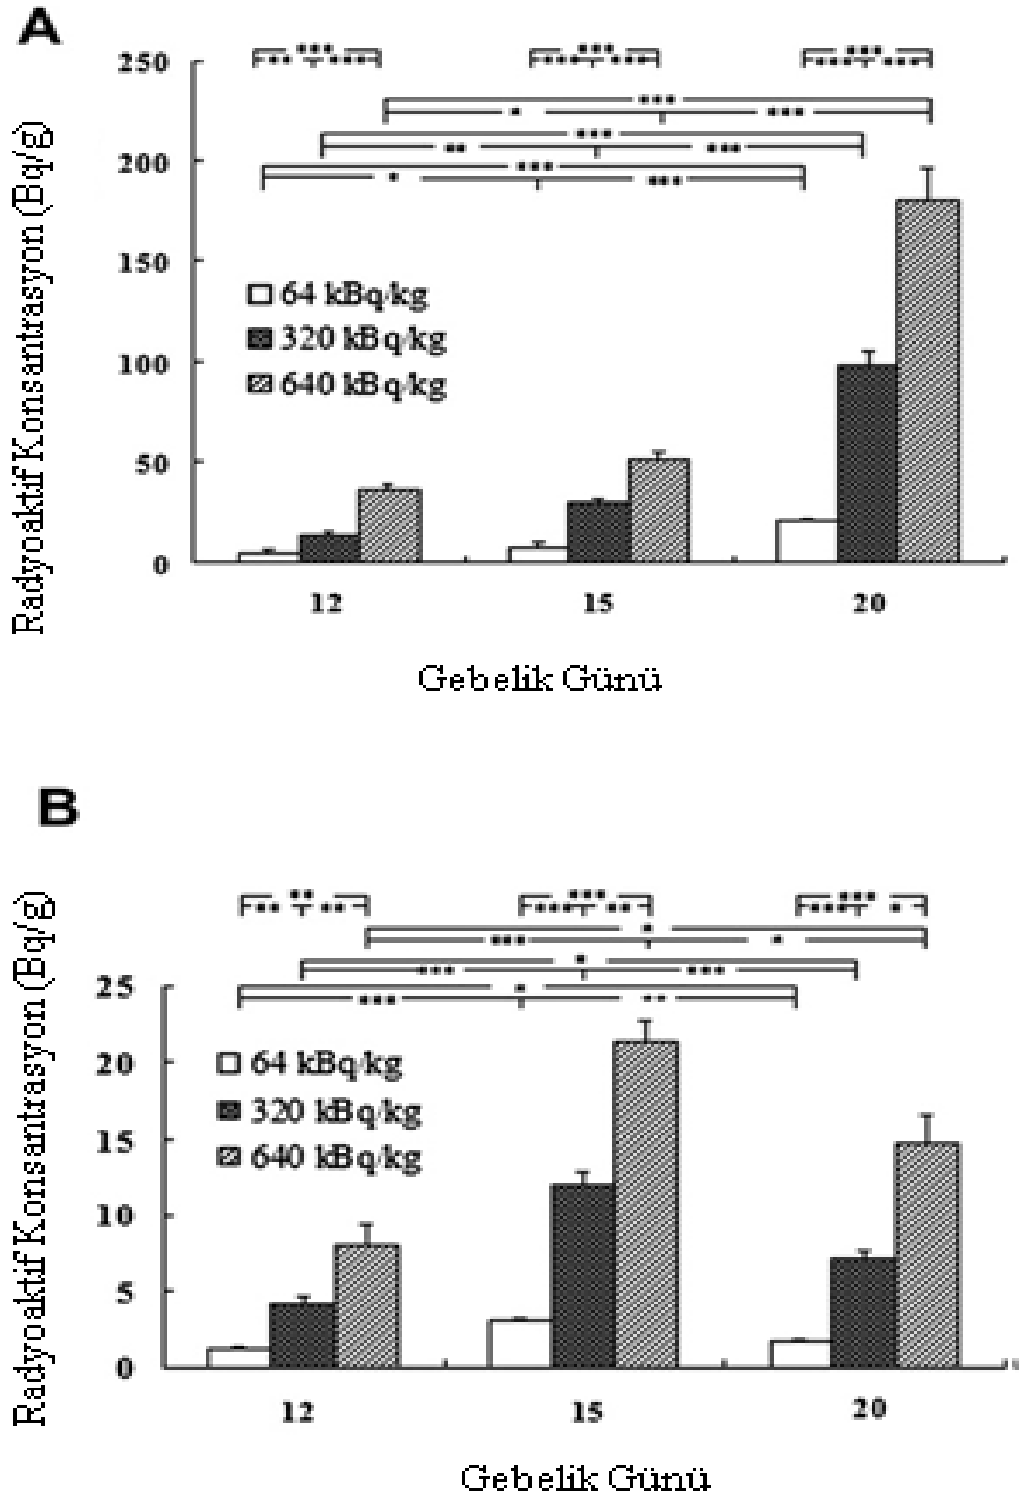 A
250
200
150
100
50
0
Radyoaktif Konsantrasyon (Bq/g)
64 kBq/kg
320 kBq/kg
640 kBq/kg
12 15 20
Gebelik Günü
B
25
20
15
10
5
0
Radyoaktif Konsantrasyon (Bq/g)
64 kBq/kg
320 kBq/kg
640 kBq/kg
12 15 20
Gebelik Günü